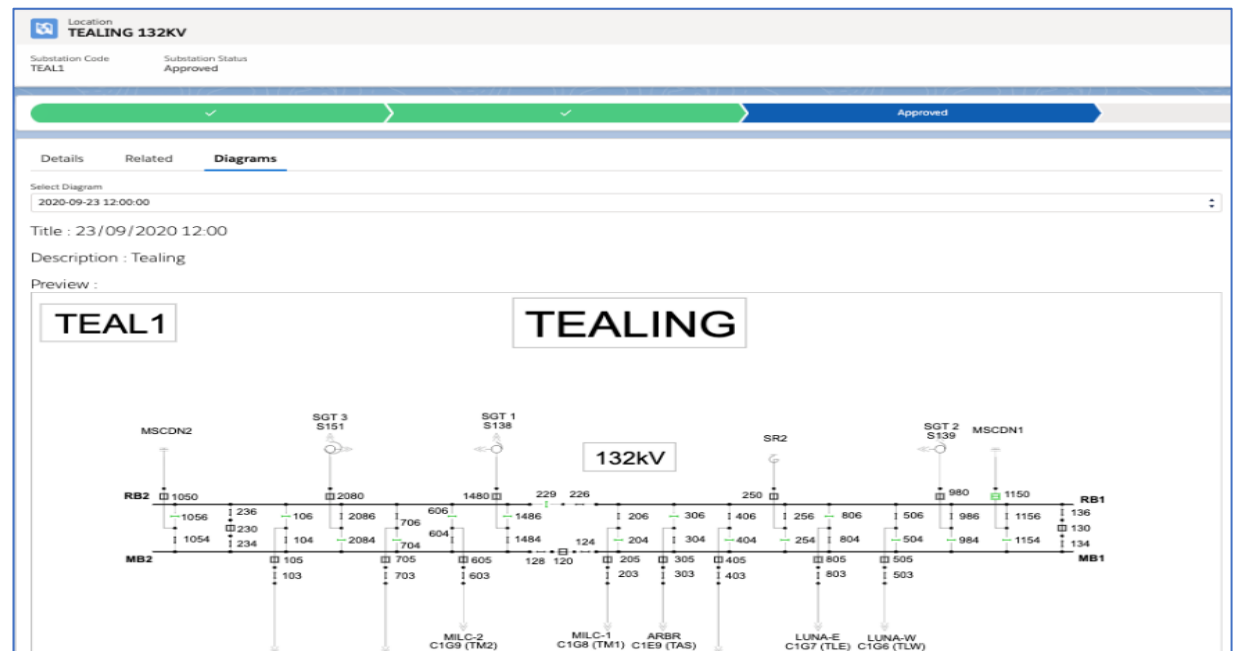 Location
TEALING 132KV
Substation Code Substation Status
TEAL1 Approved
Approved
Details Related Diagrams
Select Diagram
2020-09-23 12:00:00
Title : 23/09/2020 12:00
Description : Tealing
Preview :
TEAL1 TEALING
SGT 3 SGT 1
S151 S138
MSCDN2 SR2 SGT 2 MSCDN1
S139
132kV
RB2 1050 2080 1480 229 226 250 980 1150 RB1
1056 236 106 2086 706 606 1486 206 306 406 256 806 506 986 1156 136
230 130
1054 234 104 2084 704 604 1484 124 204 304 404 254 804 504 984 1154 134
MB2 105 705 605 128 120 205 305 405 805 505 MB1
103 703 603 203 303 403 803 503
MILC-2 MILC-1 ARBR LUNA-E LUNA-W
C1G9 (TM2) C1G8 (TM1) C1E9 (TAS) C1G7 (TLE) C1G6 (TLW)